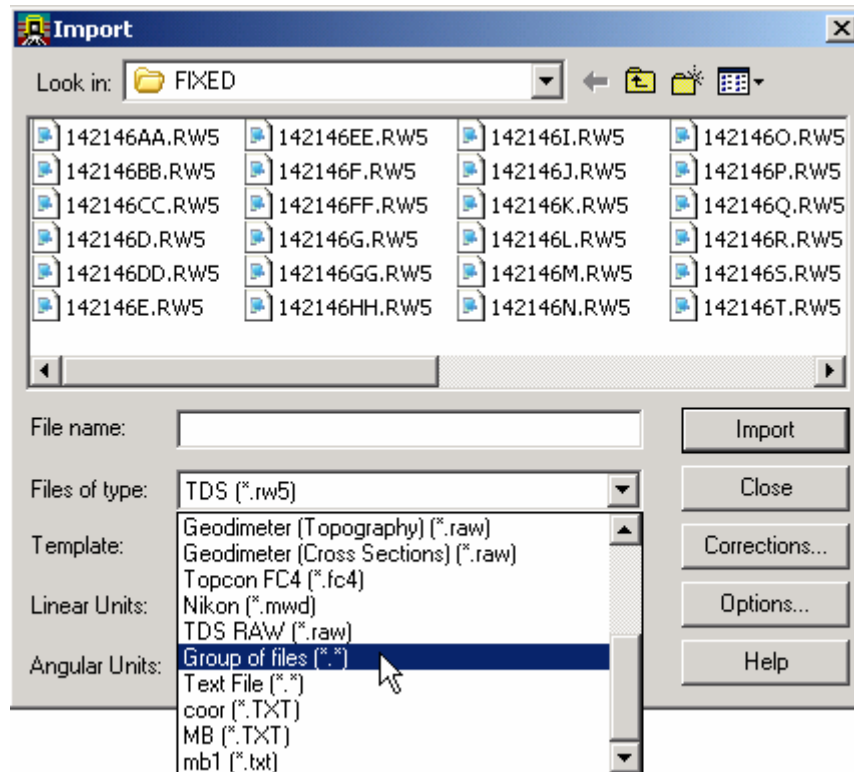 Import
Look in: FIXED
142146AA.RW5 142146EE.RW5 142146I.RW5 142146O.RW5
142146BB.RW5 142146F.RW5 142146J.RW5 142146P.RW5
142146CC.RW5 142146FF.RW5 142146K.RW5 142146Q.RW5
142146D.RW5 142146G.RW5 142146L.RW5 142146R.RW5
142146DD.RW5 142146GG.RW5 142146M.RW5 142146S.RW5
142146E.RW5 142146HH.RW5 142146N.RW5 142146T.RW5
File name: Import
Files of type: TDS (*.rw5) Close
Geodimeter (Topography) (*.raw)
Template: Geodimeter (Cross Sections) (*.raw) Corrections...
Topcon FC4 (*.fc4)
Linear Units: Nikon (*.mwd) Options...
TDS RAW (*.raw)
Angular Units: Group of files (*.*) Help
Text File (*.*)
coor (*.TXT)
MB (*.TXT)
mb1 (*.txt)